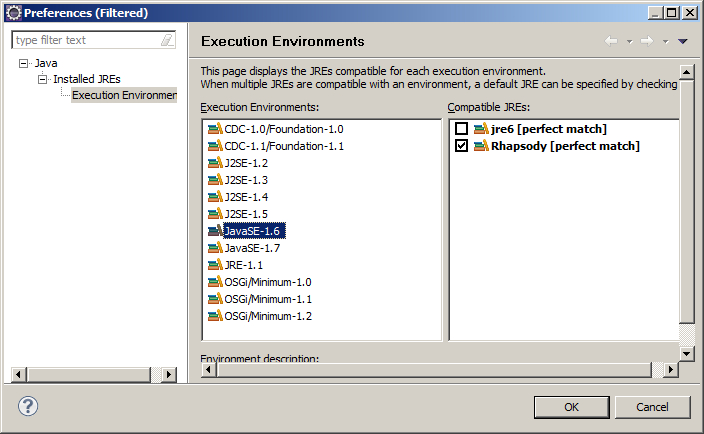 Preferences (Filtered)
type filter text
Java
Installed JREs
Execution Environmen
Execution Environments
This page displays the JREs compatible for each execution environment.
When multiple JREs are compatible with an environment, a default JRE can be specified by checking
Execution Environments:
CDC-1.0/Foundation-1.0
CDC-1.1/Foundation-1.1
J2SE-1.2
J2SE-1.3
J2SE-1.4
J2SE-1.5
JavaSE-1.6
JavaSE-1.7
JRE-1.1
OSGi/Minimum-1.0
OSGi/Minimum-1.1
OSGi/Minimum-1.2
Compatible JREs:
jre6 [perfect match]
Rhapsody [perfect match]
Environment description:
?
OK
Cancel